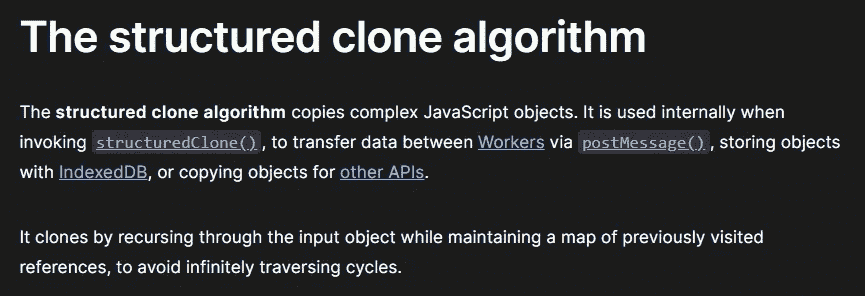 The structured clone algorithm
The structured clone algorithm copies complex JavaScript objects. It is used internally when
invoking structuredClone(), to transfer data between Workers via postMessage(), storing objects
with IndexedDB, or copying objects for other APIs.
It clones by recursing through the input object while maintaining a map of previously visited
references, to avoid infinitely traversing cycles.